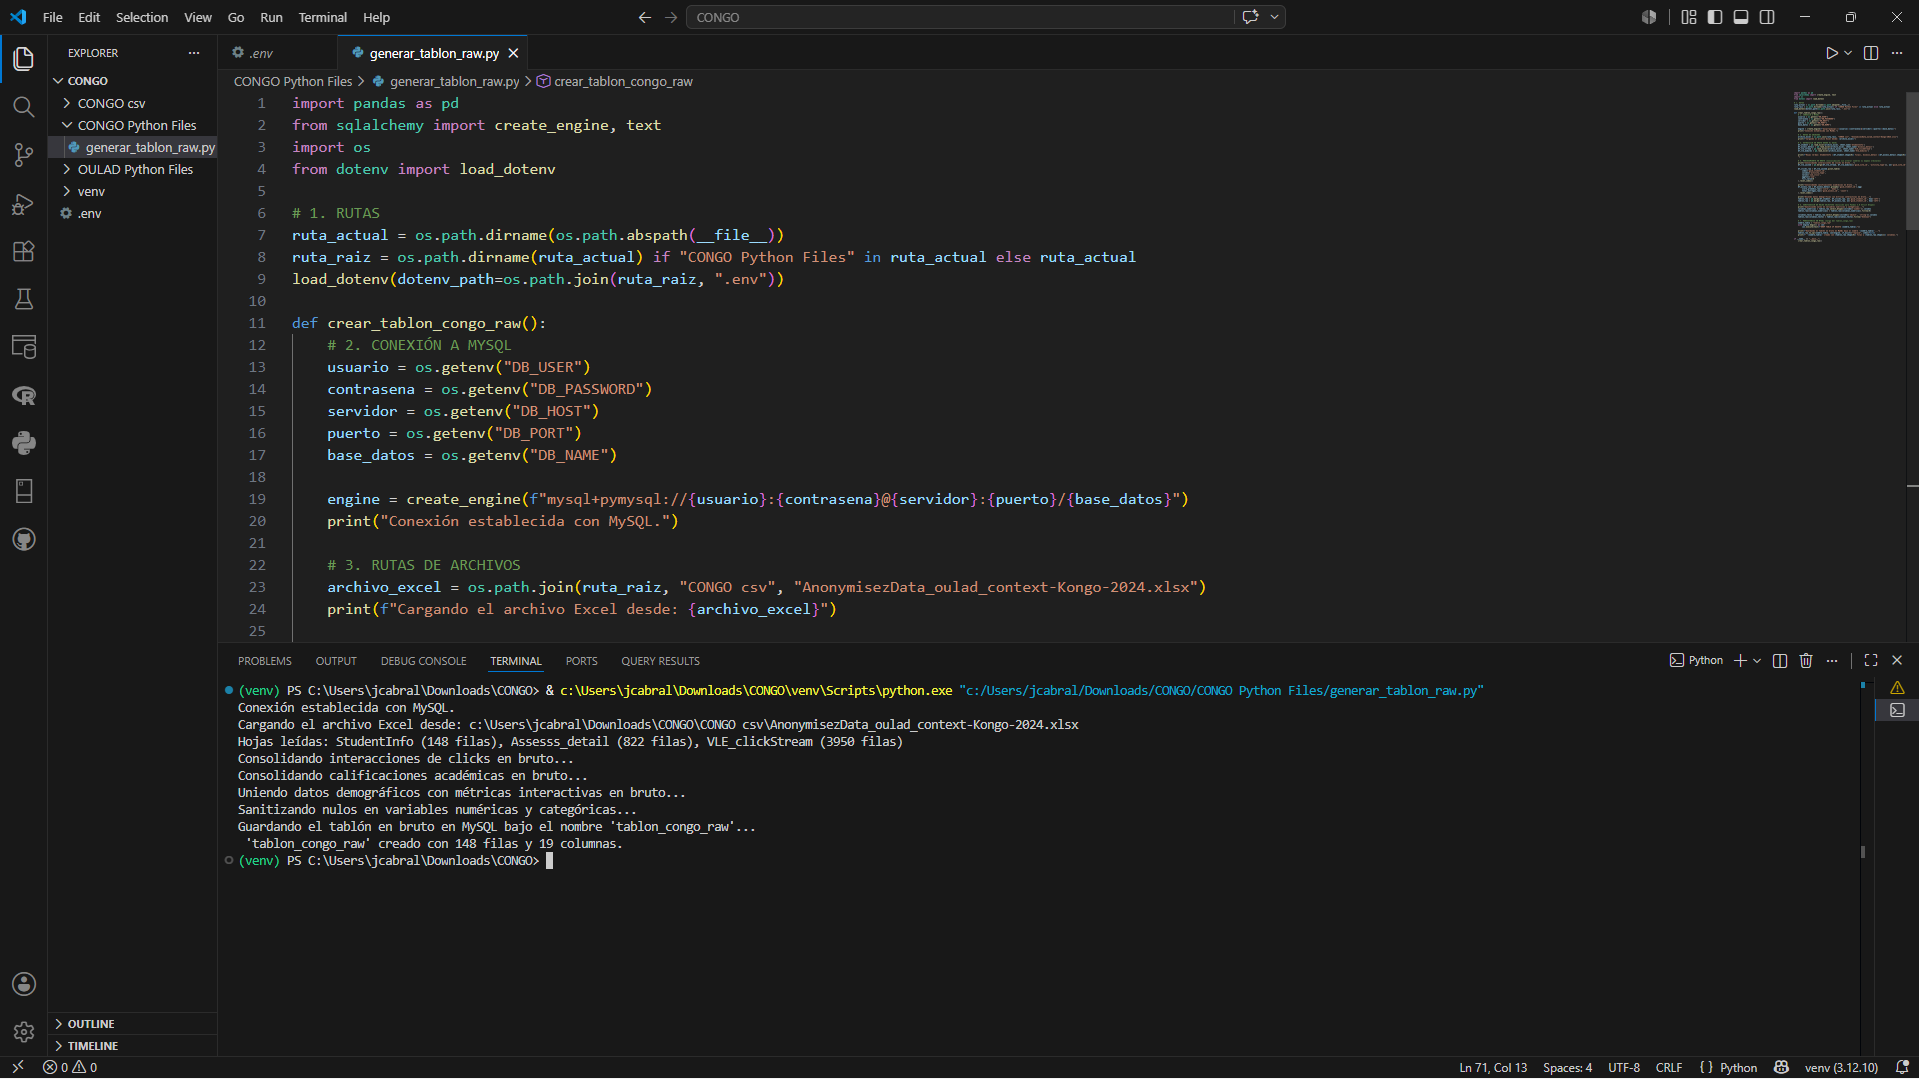 File Edit Selection View Go Run Terminal Help
CONGO
EXPLORER
CONGO
CONGO csv
CONGO Python Files
generar_tablon_raw.py
OULAD Python Files
venv
.env
OUTLINE
TIMELINE
.env
generar_tablon_raw.py
CONGO Python Files > generar_tablon_raw.py > crear_tablon_congo_raw
1 import pandas as pd
2 from sqlalchemy import create_engine, text
3 import os
4 from dotenv import load_dotenv
5
6 # 1. RUTAS
7 ruta_actual = os.path.dirname(os.path.abspath(__file__))
8 ruta_raiz = os.path.dirname(ruta_actual) if "CONGO Python Files" in ruta_actual else ruta_actual
9 load_dotenv(dotenv_path=os.path.join(ruta_raiz, ".env"))
10
11 def crear_tablon_congo_raw():
12 # 2. CONEXIÓN A MYSQL
13 usuario = os.getenv("DB_USER")
14 contrasena = os.getenv("DB_PASSWORD")
15 servidor = os.getenv("DB_HOST")
16 puerto = os.getenv("DB_PORT")
17 base_datos = os.getenv("DB_NAME")
18
19 engine = create_engine(f"mysql+pymysql://{usuario}:{contrasena}@{servidor}:{puerto}/{base_datos}")
20 print("Conexión establecida con MySQL.")
21
22 # 3. RUTAS DE ARCHIVOS
23 archivo_excel = os.path.join(ruta_raiz, "CONGO csv", "AnonymisezData_oulad_context-Kongo-2024.xlsx")
24 print(f"Cargando el archivo Excel desde: {archivo_excel}")
25
PROBLEMS OUTPUT DEBUG CONSOLE TERMINAL PORTS QUERY RESULTS
Python
(venv) PS C:\Users\jcabral\Downloads\CONGO> & c:\Users\jcabral\Downloads\CONGO\venv\Scripts\python.exe "c:/Users/jcabral/Downloads/CONGO/CONGO Python Files/generar_tablon_raw.py"
Conexión establecida con MySQL.
Cargando el archivo Excel desde: c:\Users\jcabral\Downloads\CONGO\CONGO csv\AnonymisezData_oulad_context-Kongo-2024.xlsx
Hojas leídas: StudentInfo (148 filas), Assesss_detail (822 filas), VLE_clickStream (3950 filas)
Consolidando interacciones de clicks en bruto...
Consolidando calificaciones académicas en bruto...
Uniendo datos demográficos con métricas interactivas en bruto...
Sanitizando nulos en variables numéricas y categóricas...
Guardando el tablón en bruto en MySQL bajo el nombre 'tablon_congo_raw'...
'tablon_congo_raw' creado con 148 filas y 19 columnas.
(venv) PS C:\Users\jcabral\Downloads\CONGO>
0 0
Ln 71, Col 13 Spaces: 4 UTF-8 CRLF { } Python venv (3.12.10)